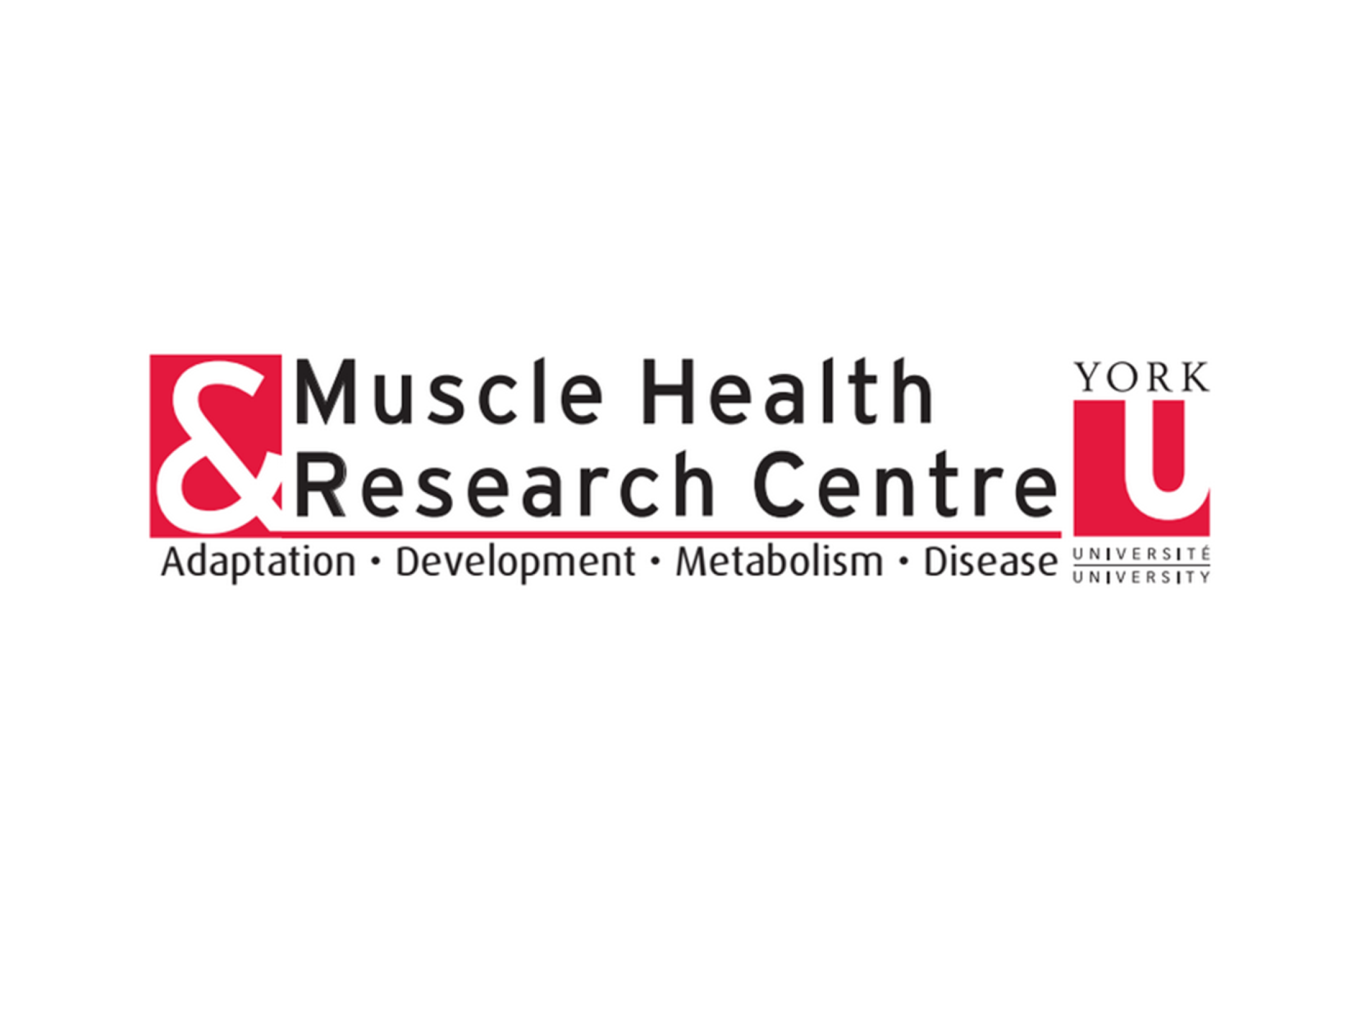 & Muscle Health
Research Centre
Adaptation • Development • Metabolism • Disease
YORK
U
UNIVERSITÉ
UNIVERSITY